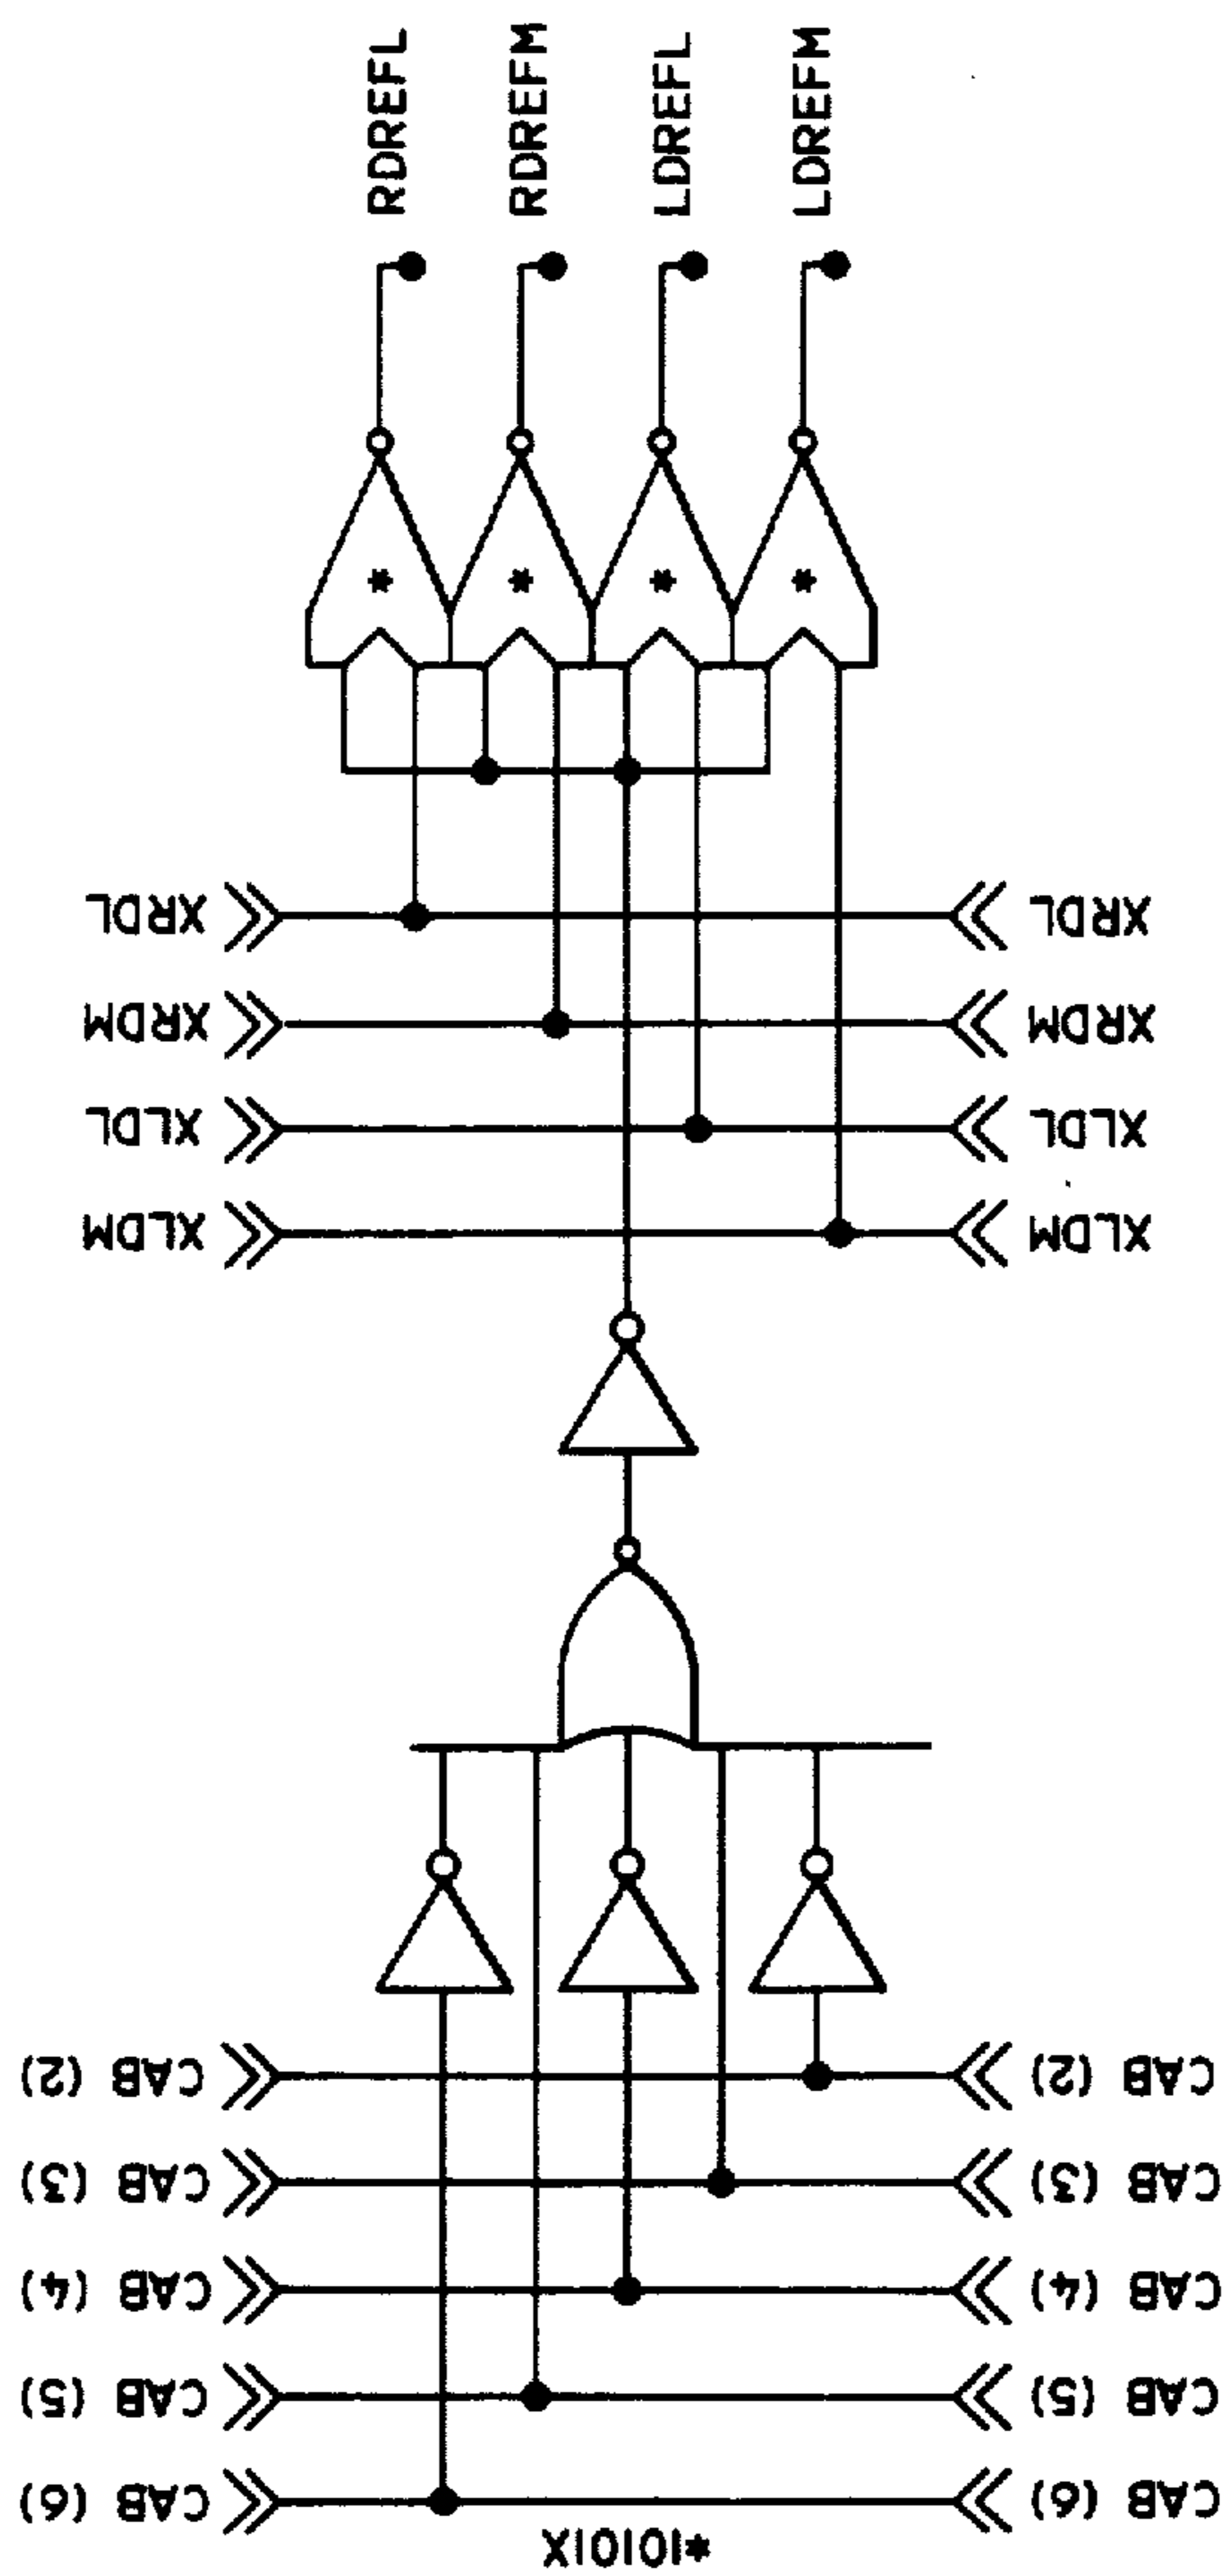 RDREFL
RDREFM
LDREFL
LDREFM
*
*
*
*
XRDL
XRDL
XRDM
XRDM
XLDL
XLDL
XLDM
XLDM
CAB (2)
CAB (2)
CAB (3)
CAB (3)
CAB (4)
CAB (4)
CAB (5)
CAB (5)
CAB (6)
CAB (6)
*10101X